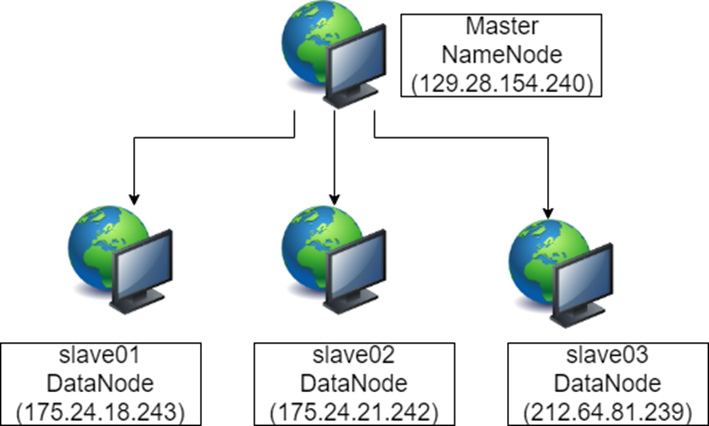 Master
NameNode
(129.28.154.240)
slave01
DataNode
(175.24.18.243)
slave02
DataNode
(175.24.21.242)
slave03
DataNode
(212.64.81.239)